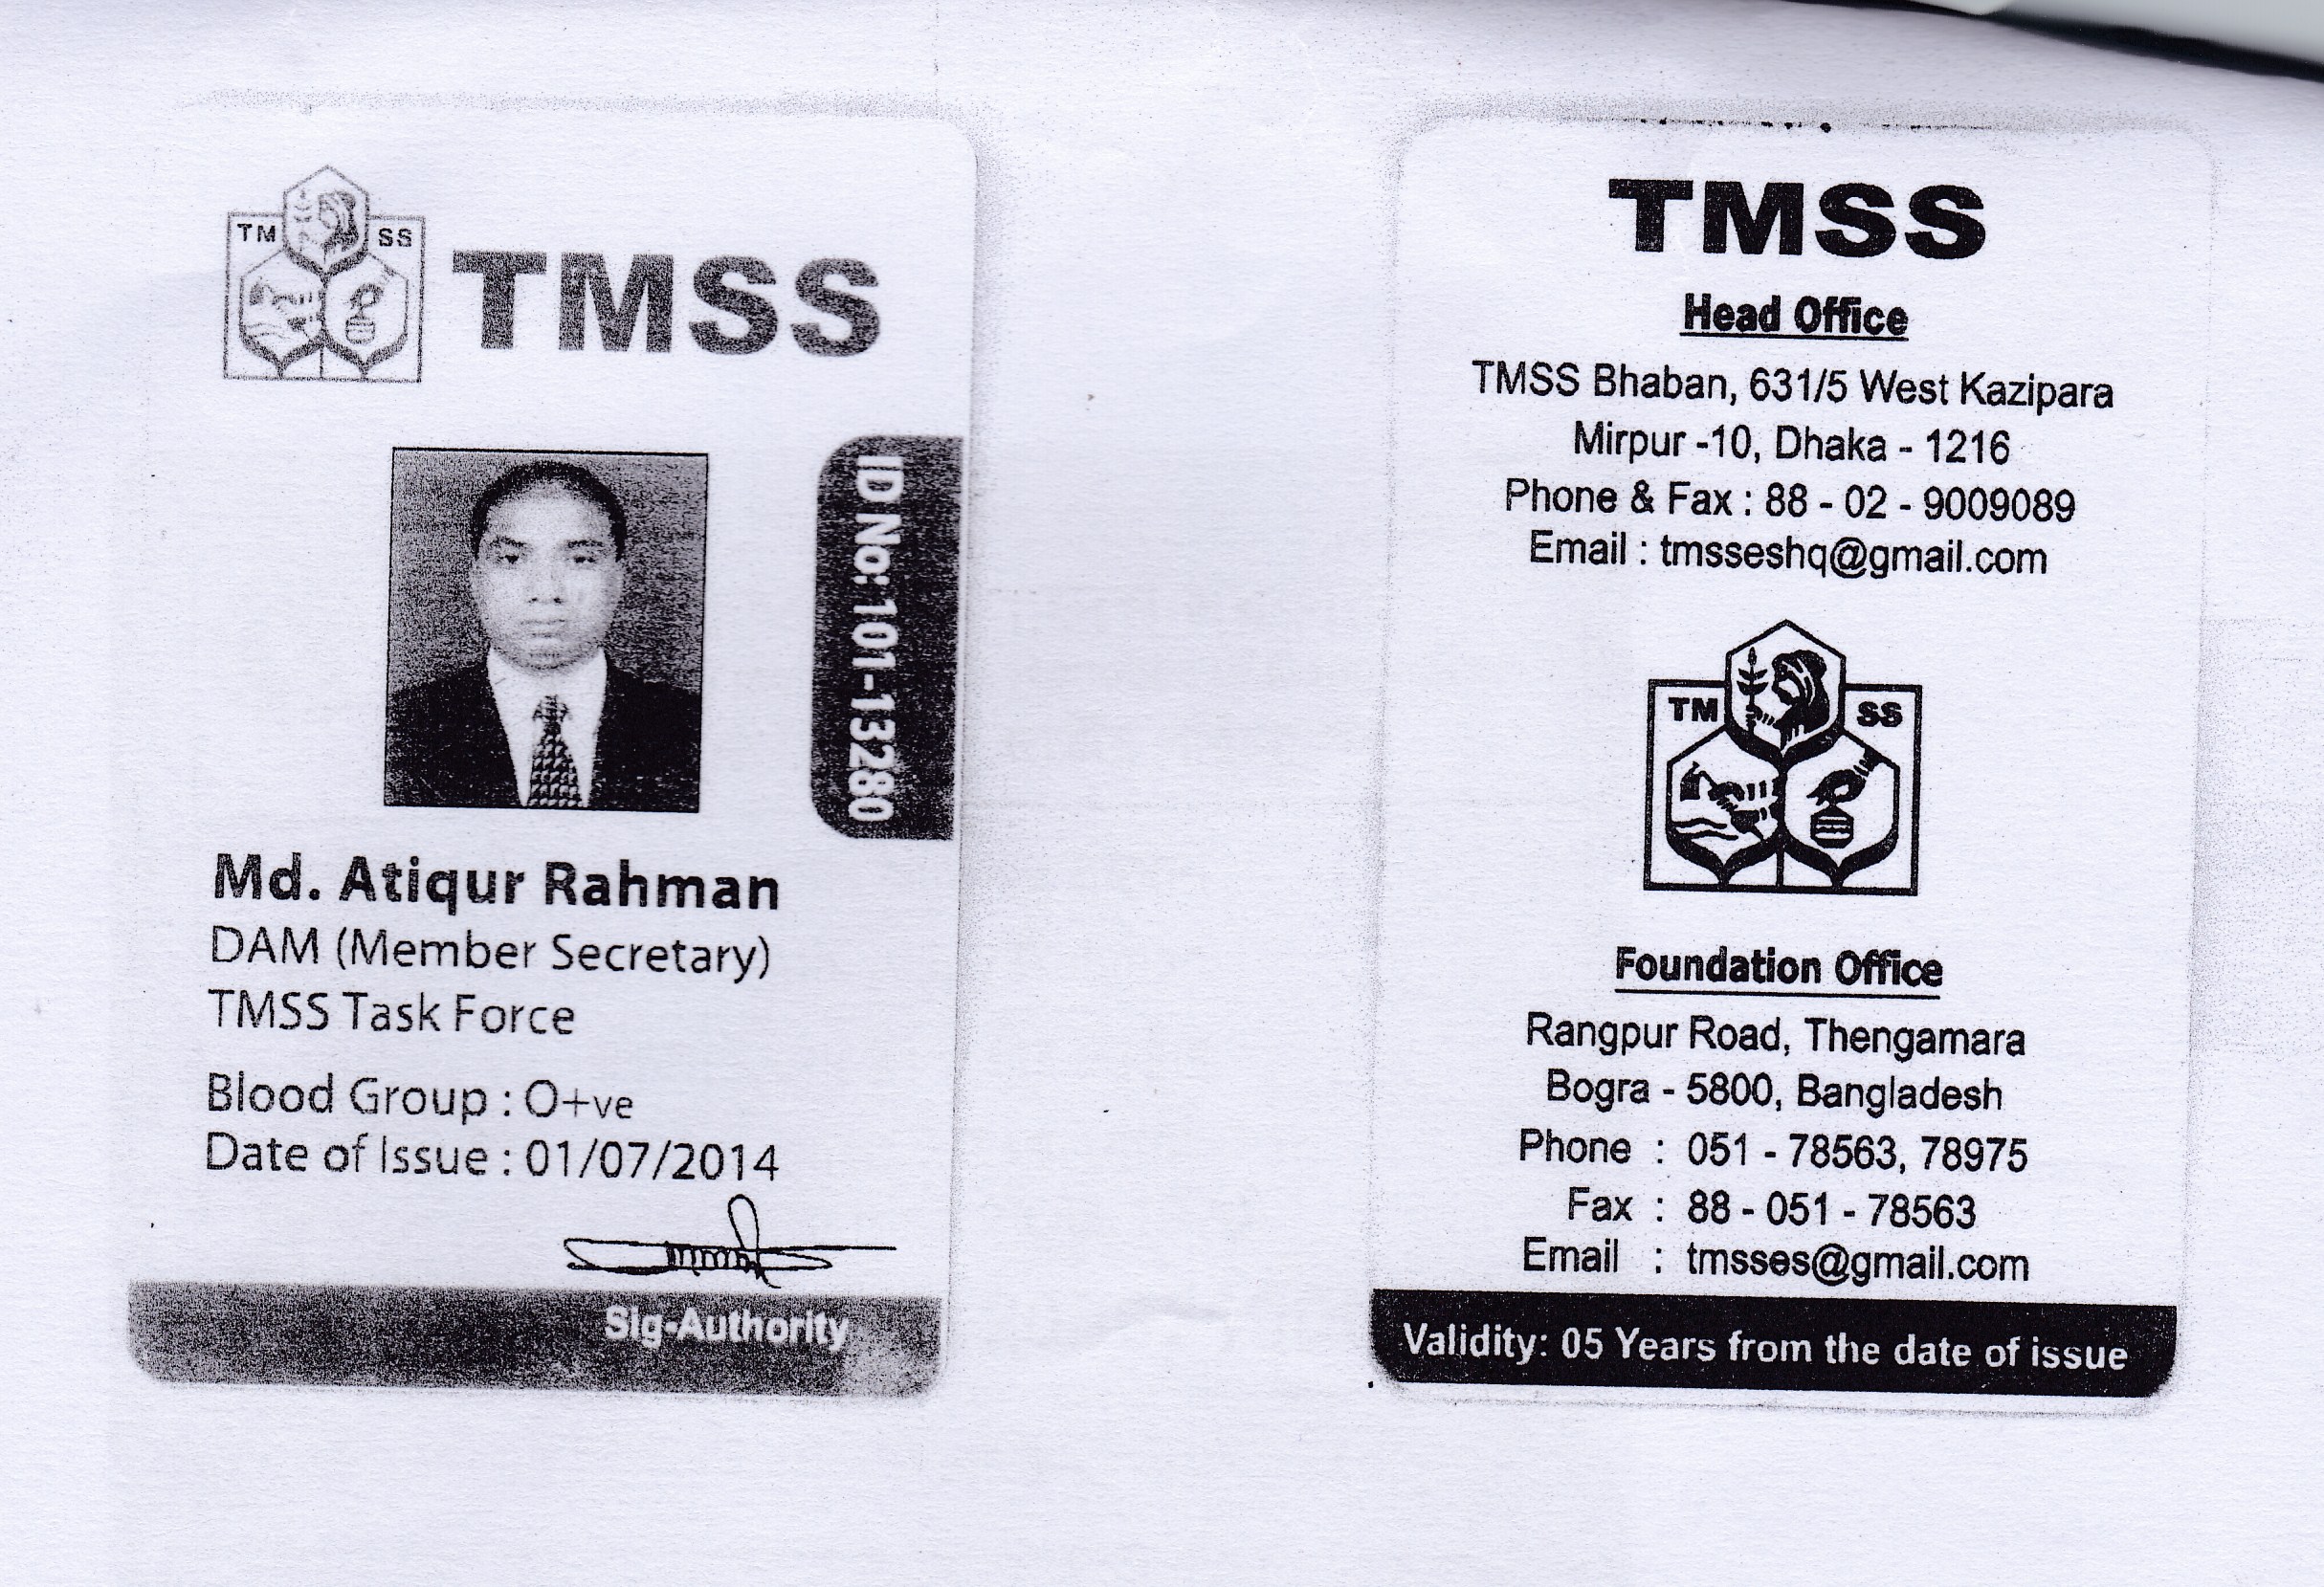 TM SS
TMSS
ID No: 101-13280
Md. Atiqur Rahman
DAM (Member Secretary)
TMSS Task Force
Blood Group : O+ve
Date of Issue : 01/07/2014
Sig-Authority
TMSS
Head Office
TMSS Bhaban, 631/5 West Kazipara
Mirpur -10, Dhaka - 1216
Phone & Fax : 88 - 02 - 9009089
Email : tmsseshq@gmail.com
TM SS
Foundation Office
Rangpur Road, Thengamara
Bogra - 5800, Bangladesh
Phone : 051 - 78563, 78975
Fax : 88 - 051 - 78563
Email : tmsses@gmail.com
Validity: 05 Years from the date of issue